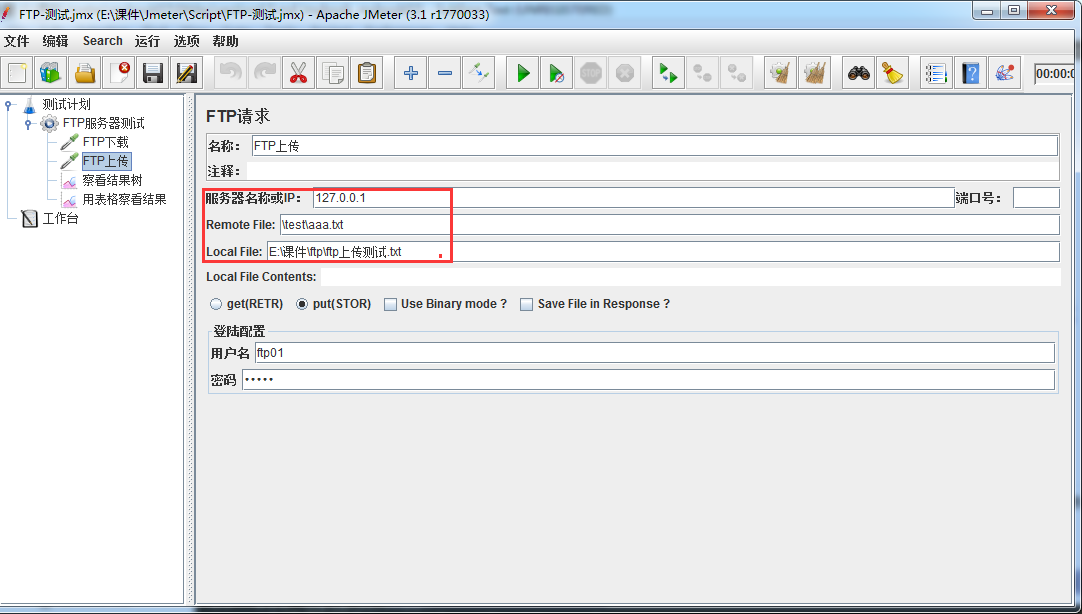 FTP-测试.jmx (E:\课件\Jmeter\Script\FTP-测试.jmx) - Apache JMeter (3.1 r1770033)
文件 编辑 Search 运行 选项 帮助
STOP
00:00:0
测试计划
FTP服务器测试
FTP下载
FTP上传
察看结果树
用表格察看结果
工作台
FTP请求
名称： FTP上传
注释：
服务器名称或IP： 127.0.0.1 端口号：
Remote File: \test\aaa.txt
Local File: E:\课件\ftp\ftp上传测试.txt
Local File Contents:
get(RETR) put(STOR) Use Binary mode ? Save File in Response ?
登陆配置
用户名 ftp01
密码 •••••